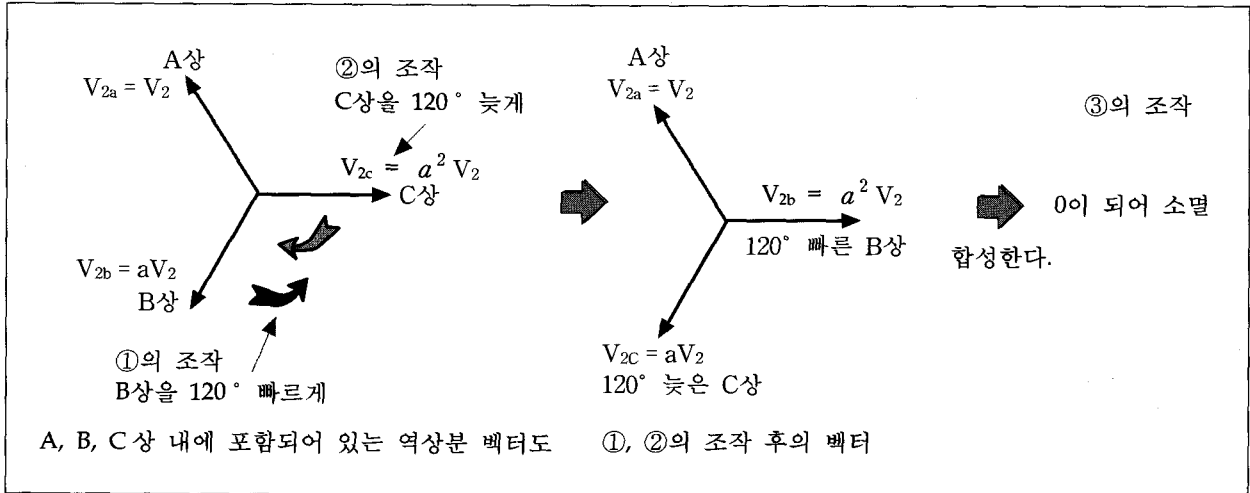 A상
V2a = V2
②의 조작
C상을 120° 늦게
V2c = a² V2
C상
V2b = aV2
B상
①의 조작
B상을 120° 빠르게
A, B, C상 내에 포함되어 있는 역상분 벡터도
A상
V2a = V2
V2b = a² V2
120° 빠른 B상
V2C = aV2
120° 늦은 C상
①, ②의 조작 후의 벡터
③의 조작
0이 되어 소멸
합성한다.